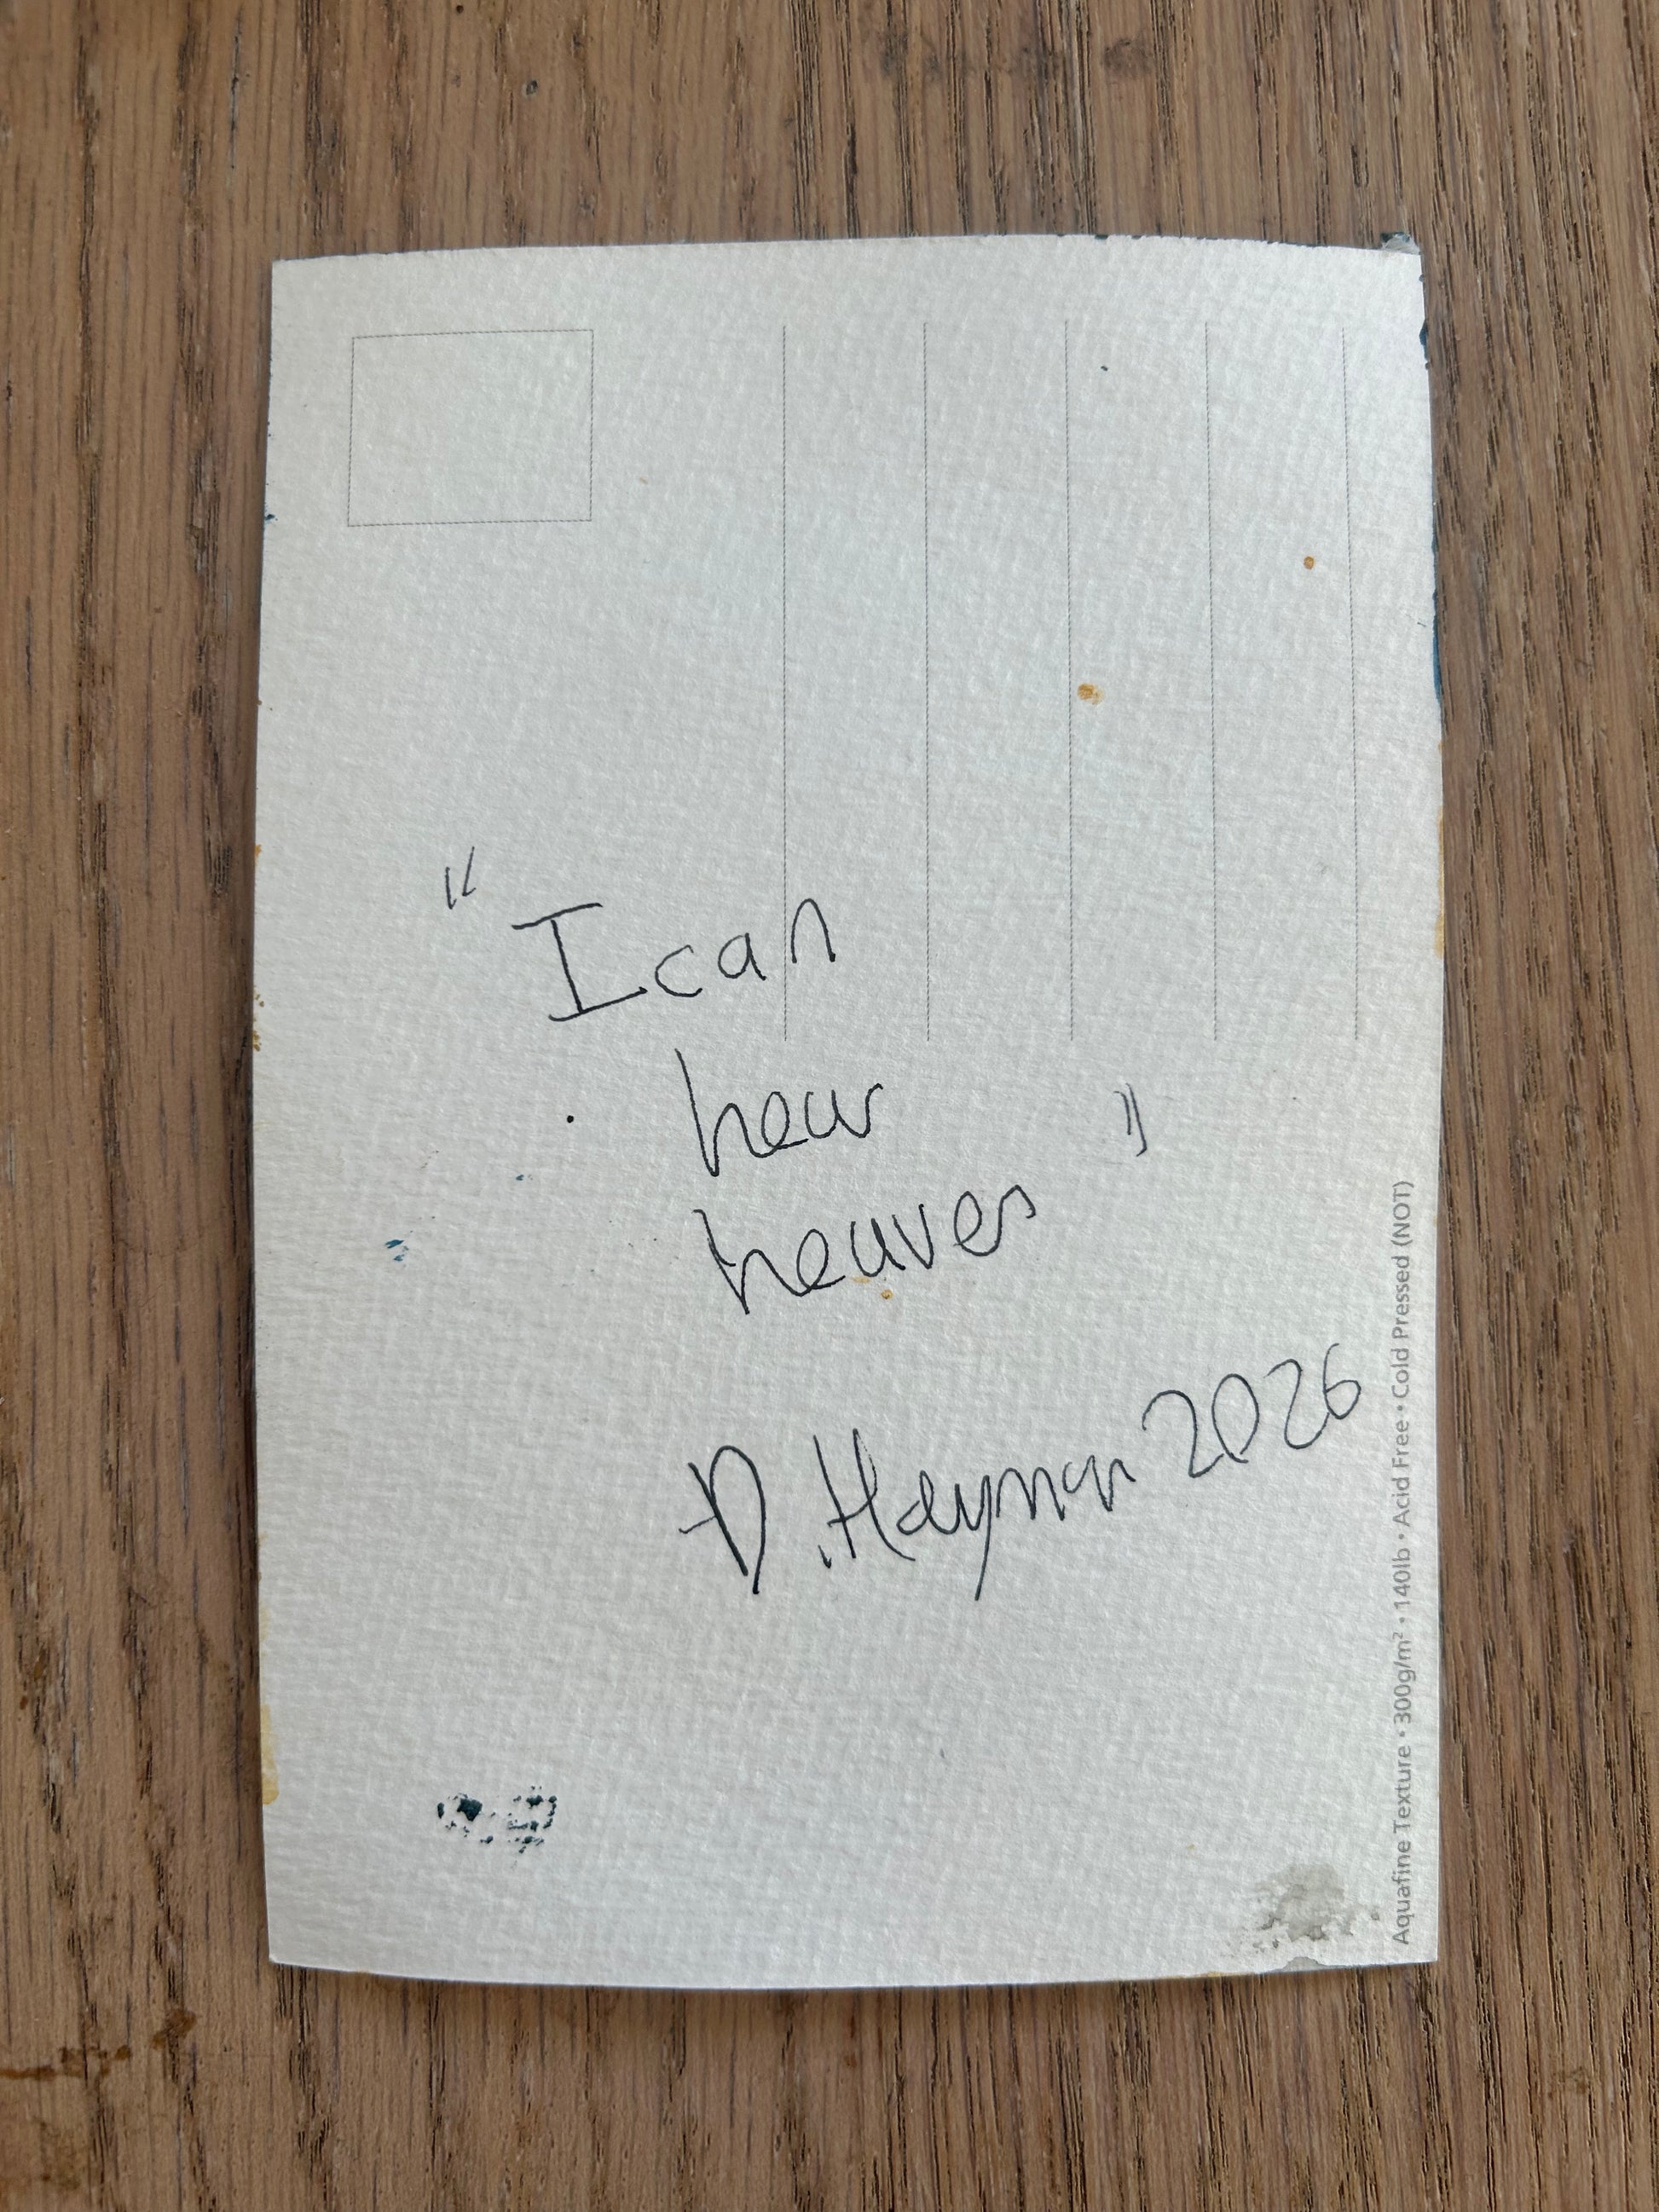 "I can
hear
heaven"
D. Hayman 2026
Aquafine Texture • 300g/m² • 140lb • Acid Free • Cold Pressed (NOT)